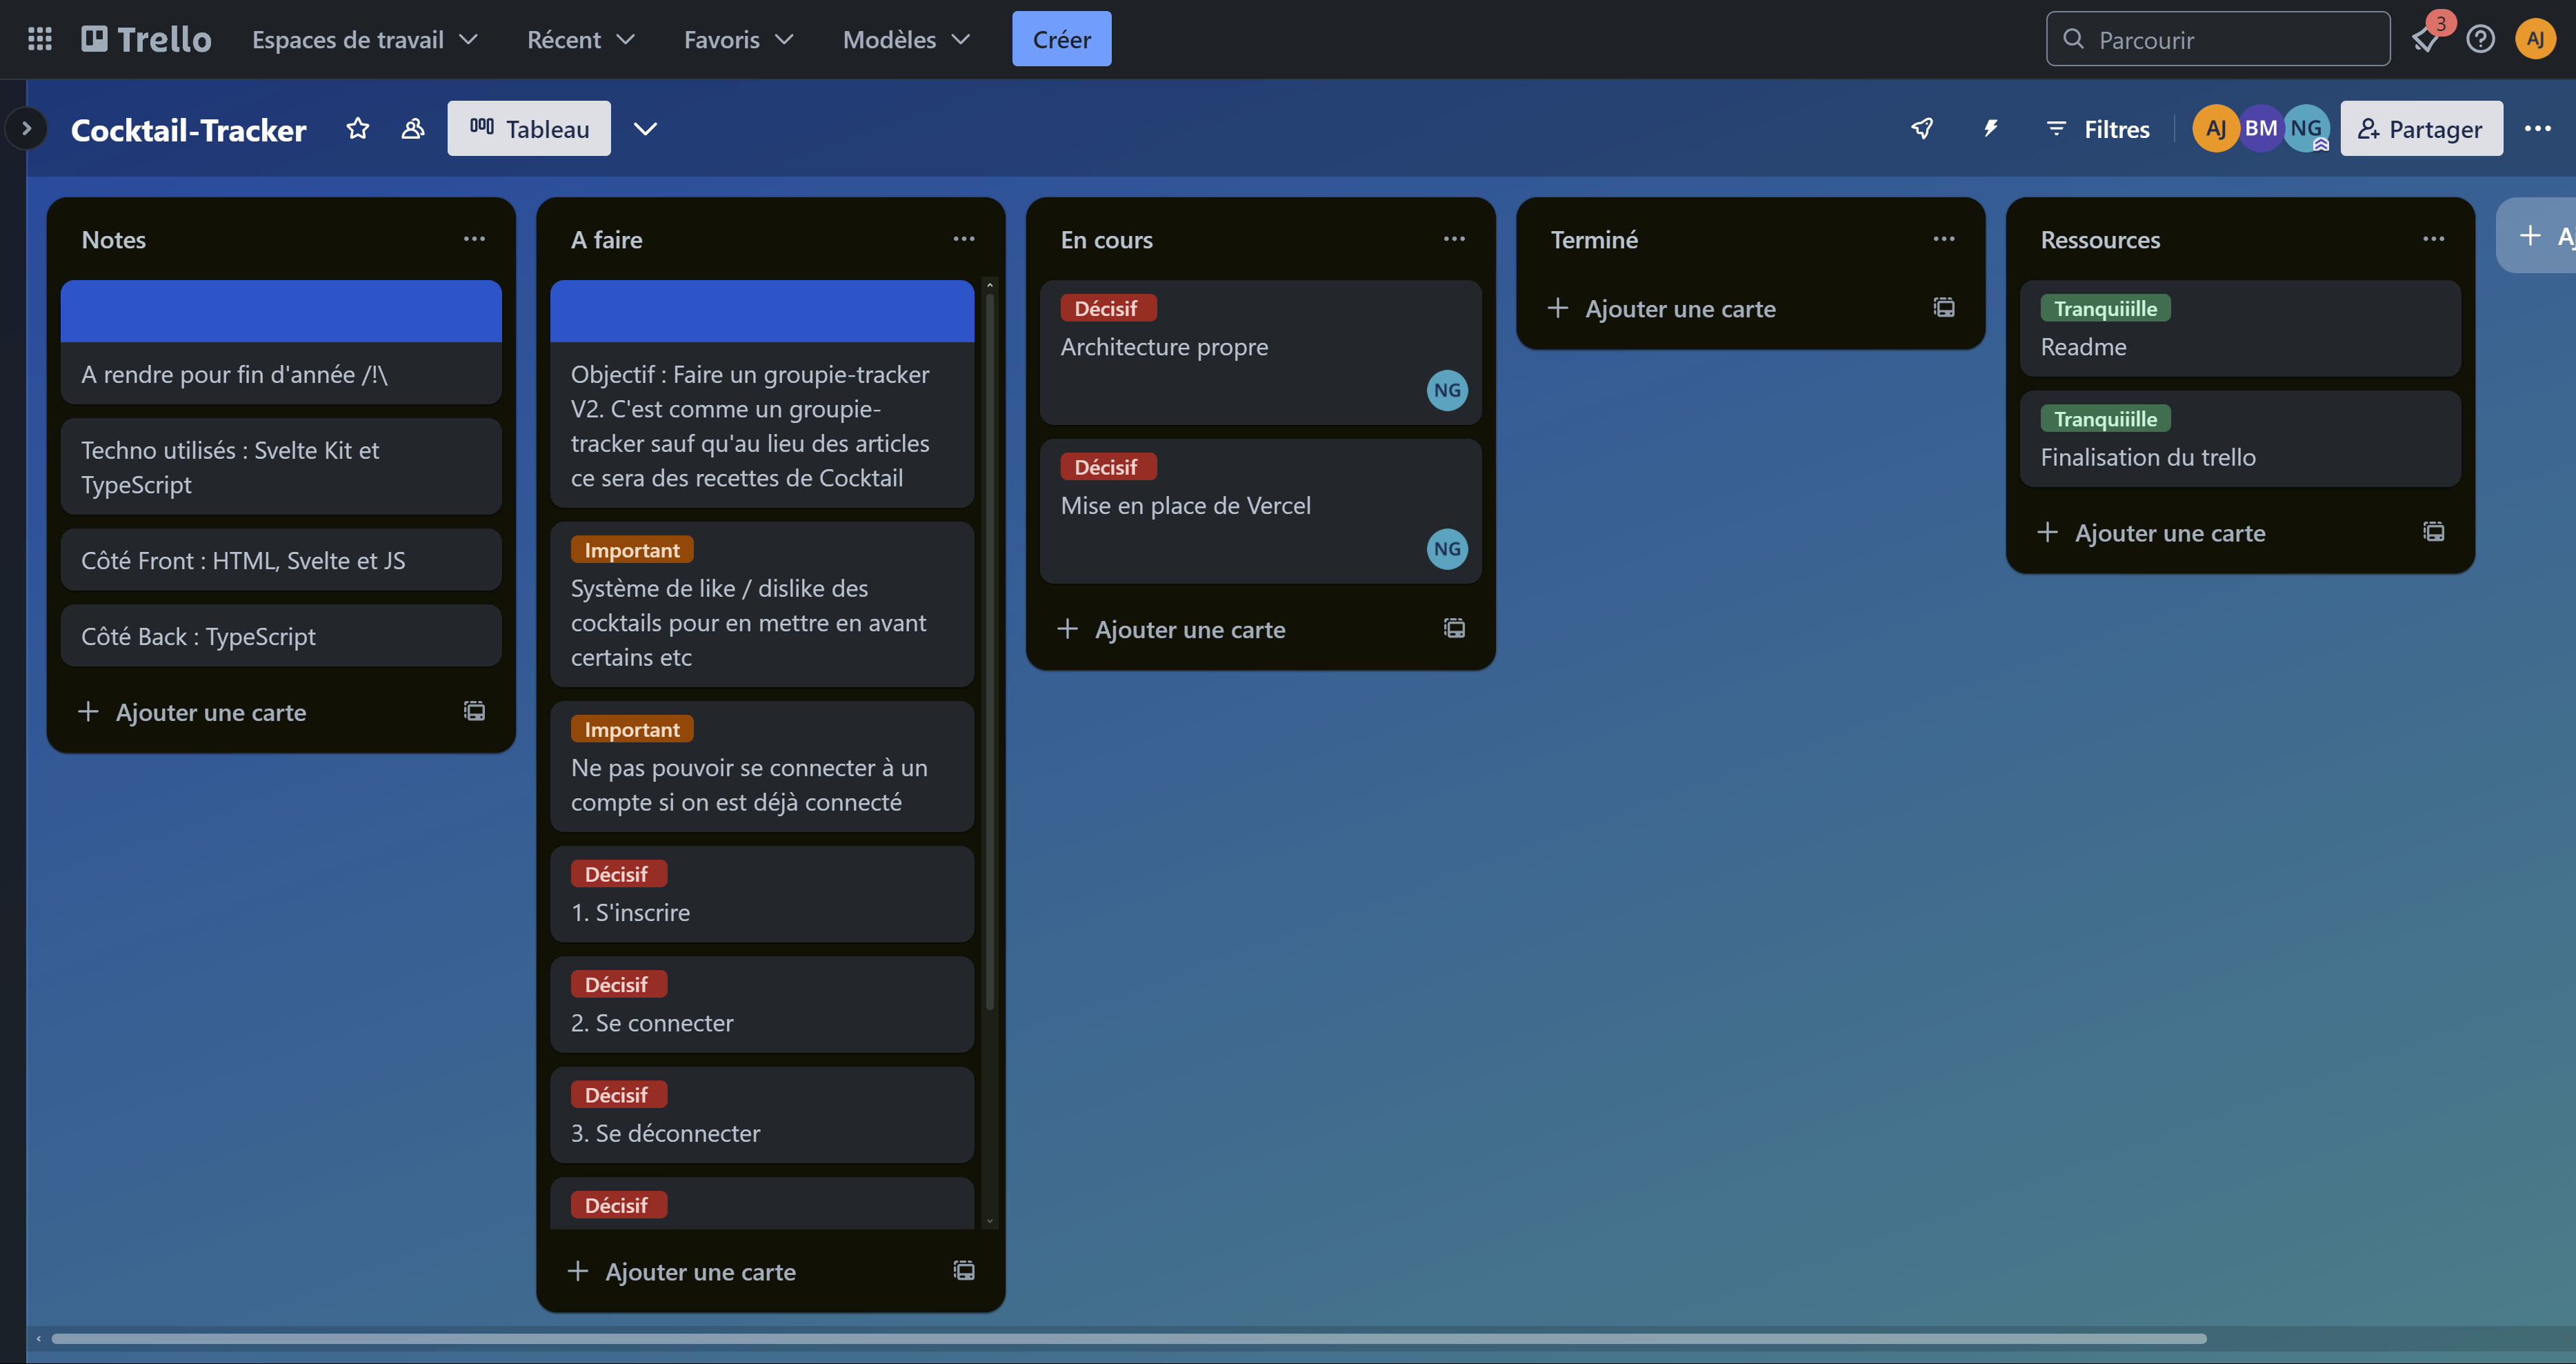 Trello
Espaces de travail
Récent
Favoris
Modèles
Créer
Parcourir
3
AJ
Cocktail-Tracker
Tableau
Filtres
AJ
BM
NG
Partager
Notes
A rendre pour fin d'année /!\
Techno utilisés : Svelte Kit et
TypeScript
Côté Front : HTML, Svelte et JS
Côté Back : TypeScript
Ajouter une carte
A faire
Objectif : Faire un groupie-tracker
V2. C'est comme un groupie-
tracker sauf qu'au lieu des articles
ce sera des recettes de Cocktail
Important
Système de like / dislike des
cocktails pour en mettre en avant
certains etc
Important
Ne pas pouvoir se connecter à un
compte si on est déjà connecté
Décisif
1. S'inscrire
Décisif
2. Se connecter
Décisif
3. Se déconnecter
Décisif
Ajouter une carte
En cours
Décisif
Architecture propre
NG
Décisif
Mise en place de Vercel
NG
Ajouter une carte
Terminé
Ajouter une carte
Ressources
Tranquiiille
Readme
Tranquiiille
Finalisation du trello
Ajouter une carte